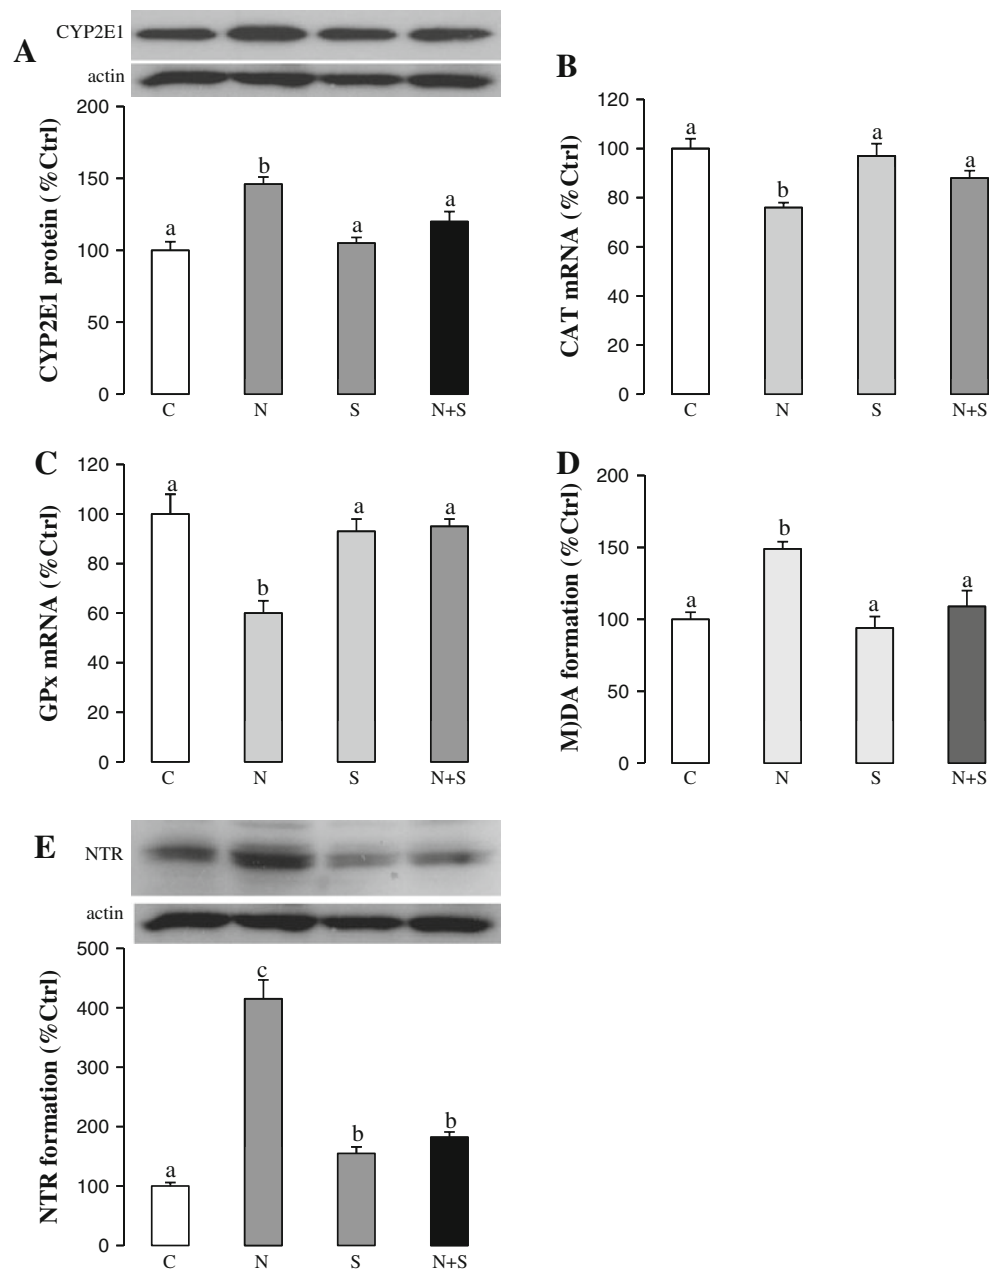 A
CYP2E1
actin
CYP2E1 protein (%Ctrl)
200
150
100
50
0
a
b
a
a
C
N
S
N+S
B
CAT mRNA (%Ctrl)
120
100
80
60
40
20
0
a
b
a
a
C
N
S
N+S
C
GPx mRNA (%Ctrl)
120
100
80
60
40
20
0
a
b
a
a
C
N
S
N+S
D
M)DA formation (%Ctrl)
200
150
100
50
0
a
b
a
a
C
N
S
N+S
E
NTR
actin
NTR formation (%Ctrl)
500
400
300
200
100
0
a
c
b
b
C
N
S
N+S